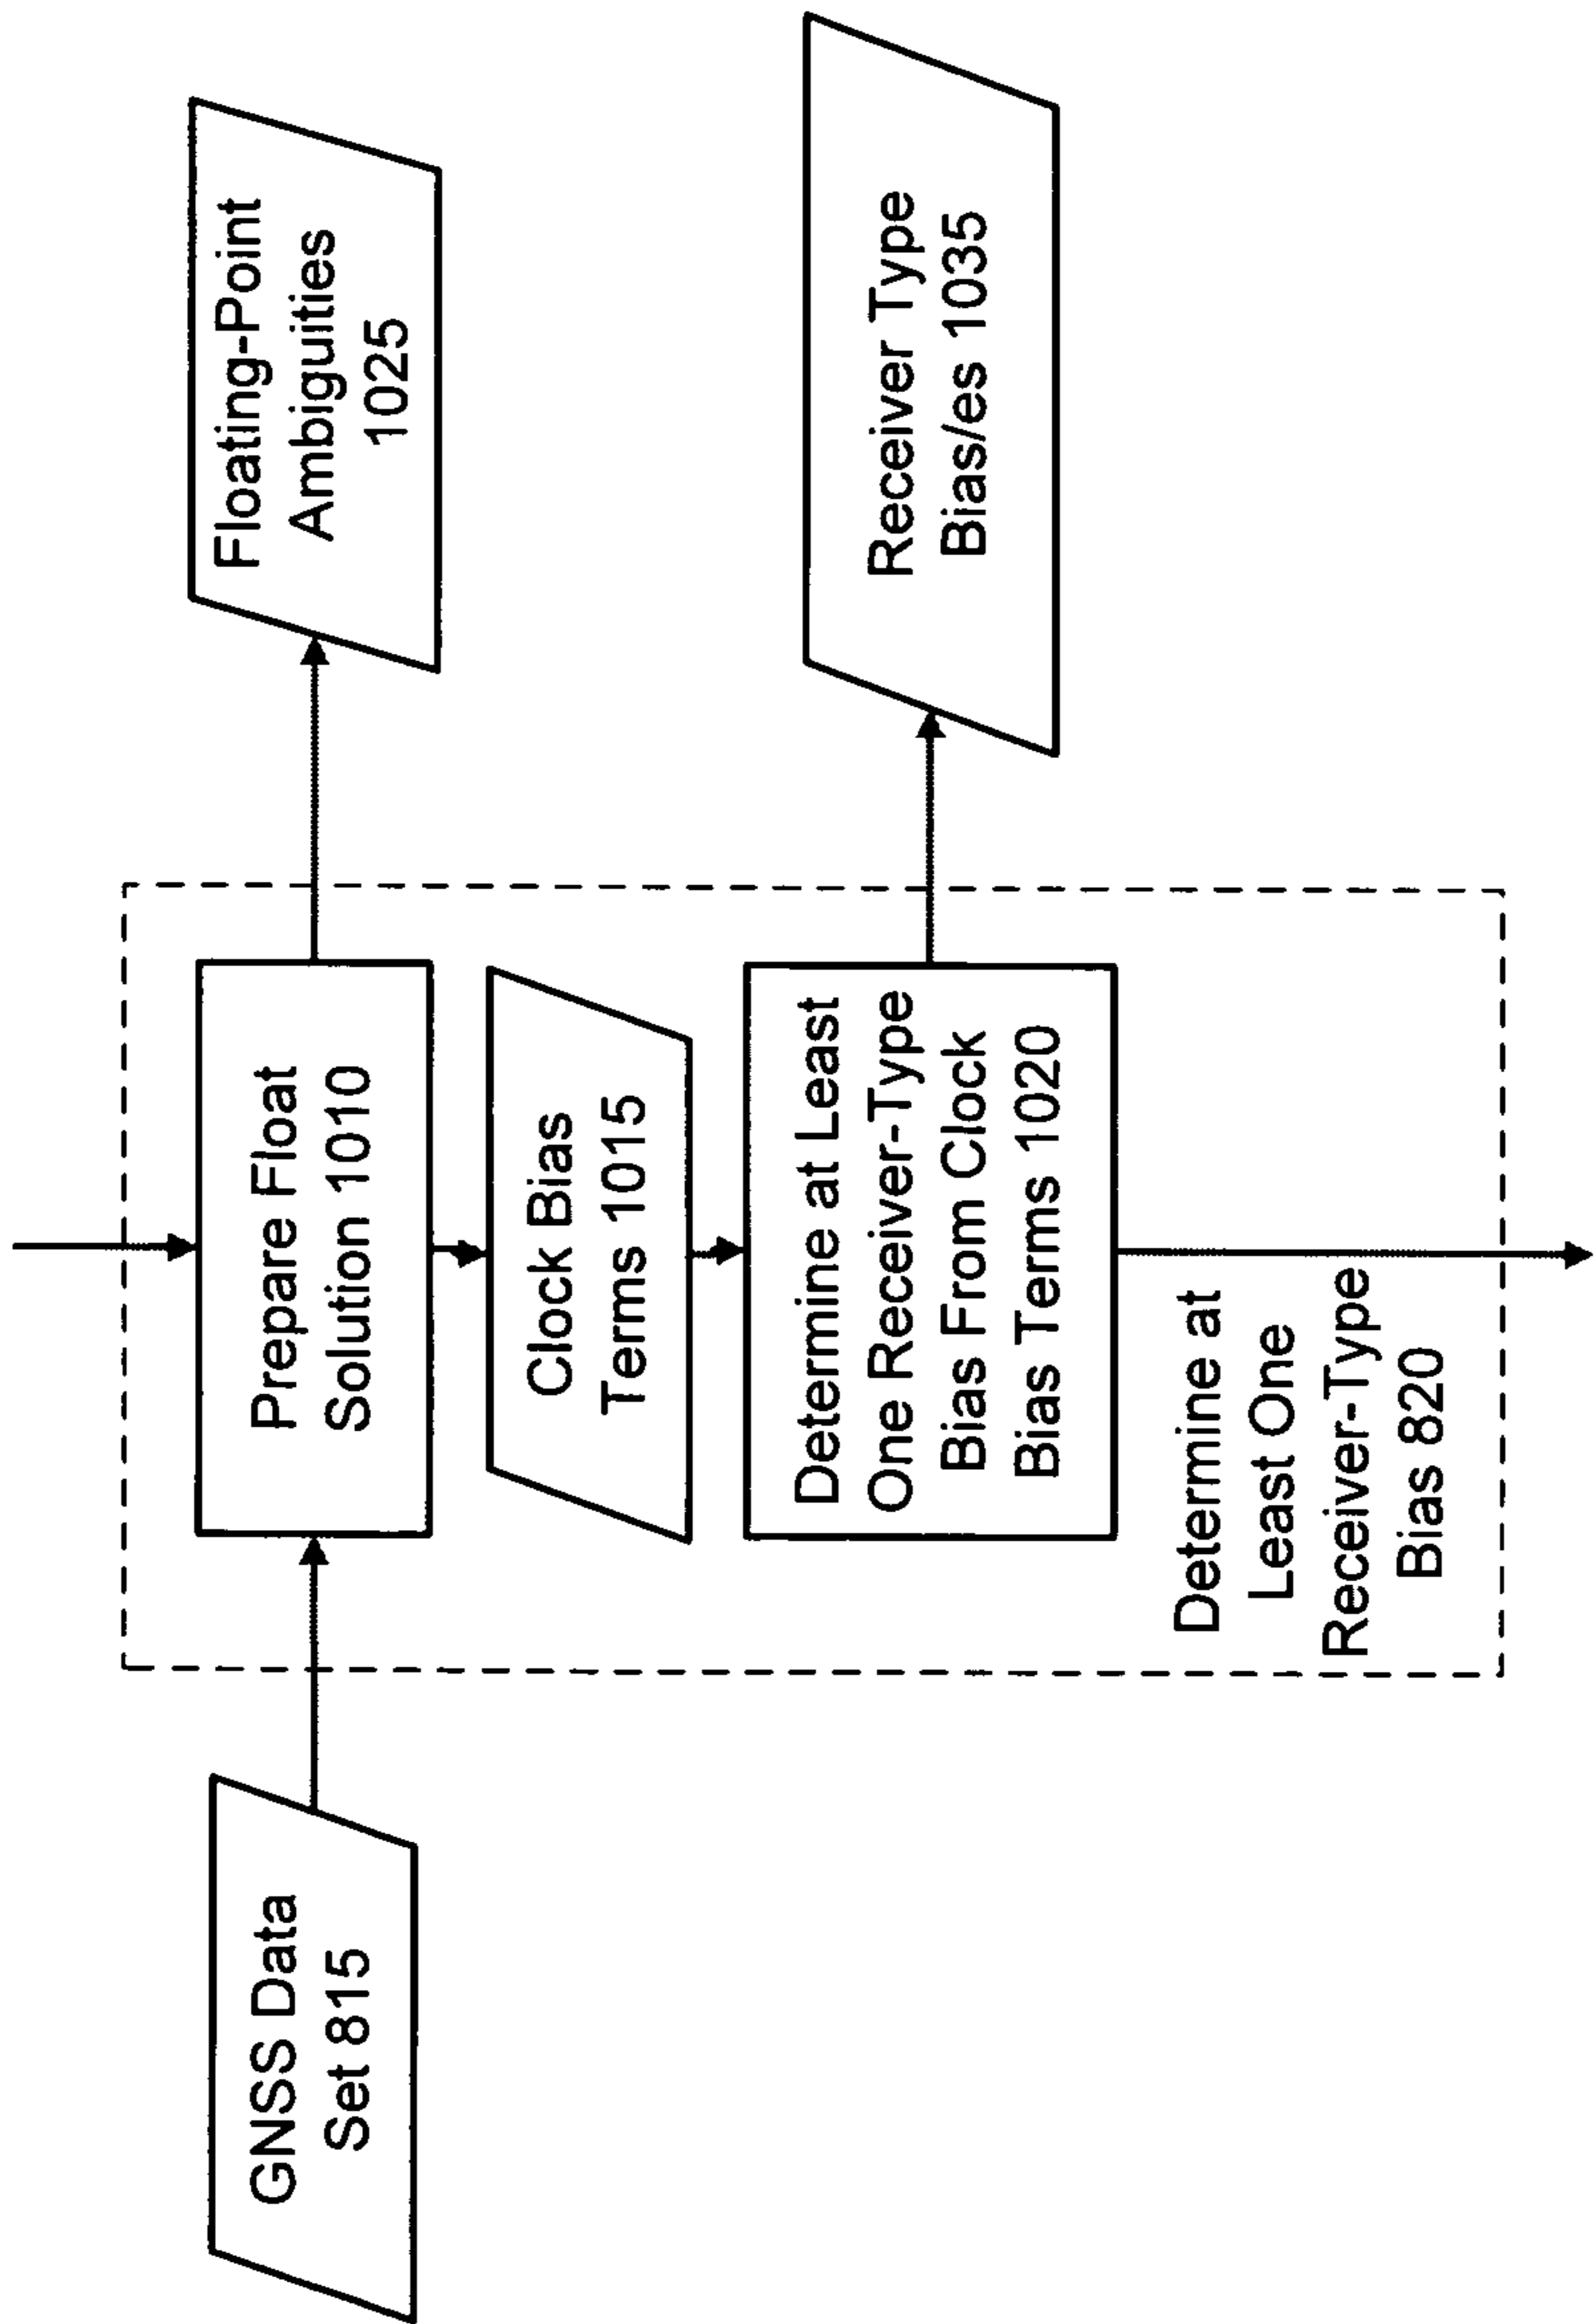 GNSS Data
Set 815
Prepare Float
Solution 1010
Floating-Point
Ambiguities
1025
Clock Bias
Terms 1015
Determine at Least
One Receiver-Type
Bias From Clock
Bias Terms 1020
Receiver Type
Bias/es 1035
Determine at
Least One
Receiver-Type
Bias 820